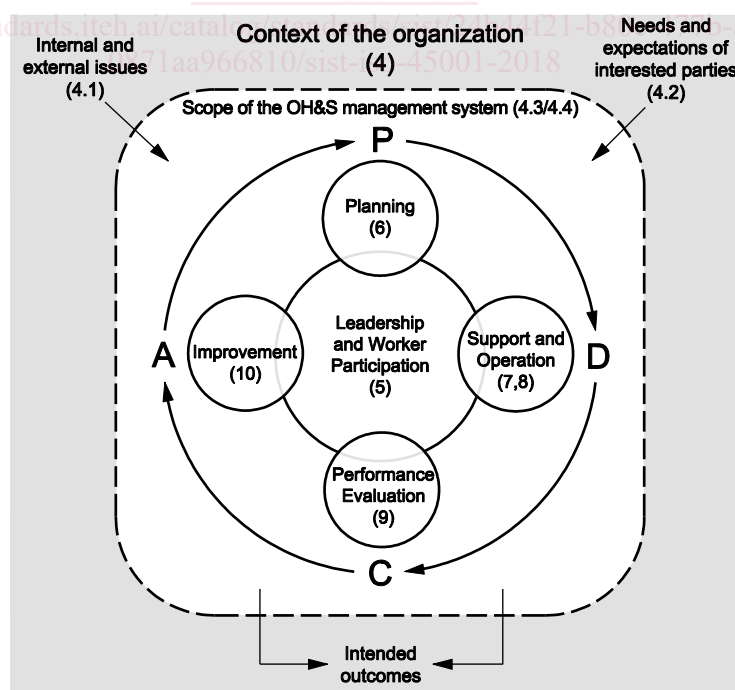 Context of the organization
(4)
Internal and
external issues
(4.1)
Needs and
expectations of
interested parties
(4.2)
Scope of the OH&S management system (4.3/4.4)
P
Planning
(6)
Leadership
and Worker
Participation
(5)
A
Improvement
(10)
Support and
Operation
(7,8)
D
Performance
Evaluation
(9)
C
Intended
outcomes